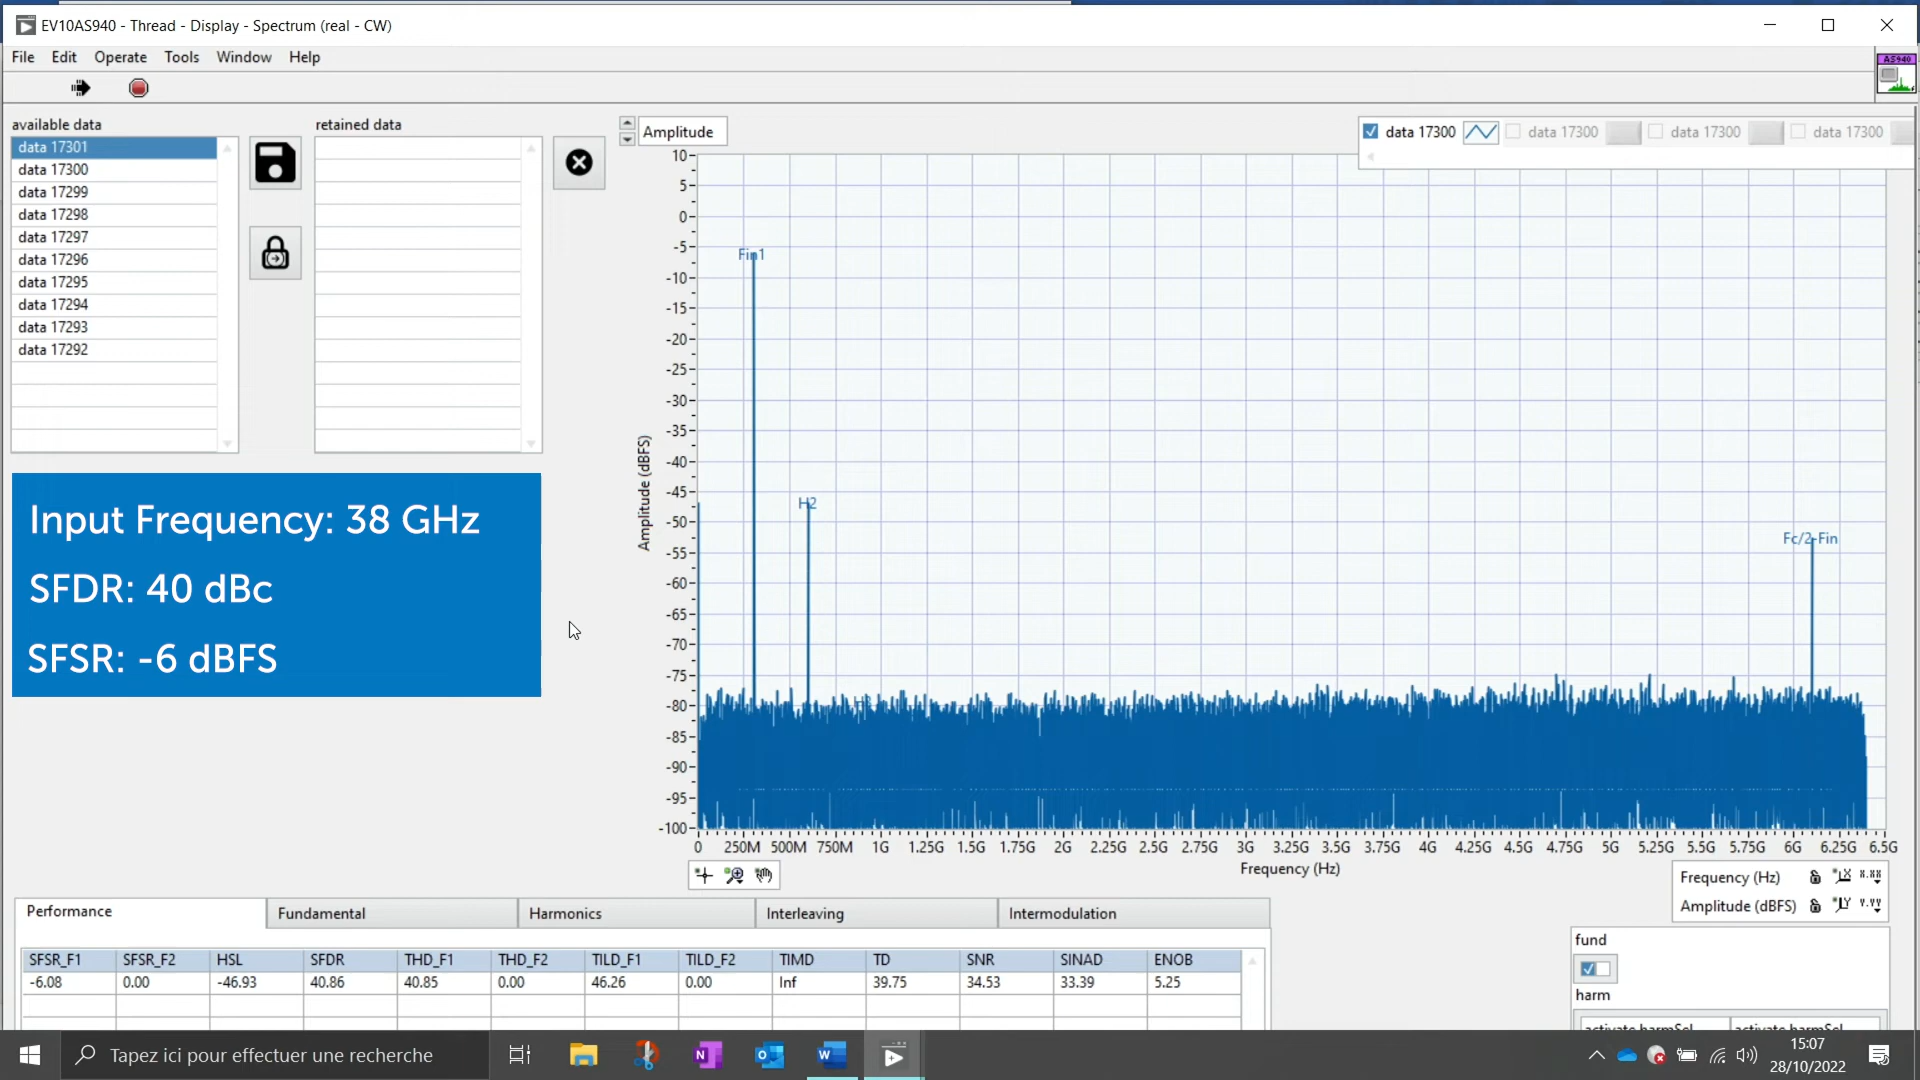 EV10AS940 - Thread - Display - Spectrum (real - CW)
File Edit Operate Tools Window Help
AS940
available data
retained data
data 17301
data 17300
data 17299
data 17298
data 17297
data 17296
data 17295
data 17294
data 17293
data 17292
Amplitude
data 17300 data 17300 data 17300 data 17300
Input Frequency: 38 GHz
SFDR: 40 dBc
SFSR: -6 dBFS
Amplitude (dBFS)
10
5
0
-5
-10
-15
-20
-25
-30
-35
-40
-45
-50
-55
-60
-65
-70
-75
-80
-85
-90
-95
-100
Fin1
H2
Fc/2-Fin
H3
0 250M 500M 750M 1G 1.25G 1.5G 1.75G 2G 2.25G 2.5G 2.75G 3G 3.25G 3.5G 3.75G 4G 4.25G 4.5G 4.75G 5G 5.25G 5.5G 5.75G 6G 6.25G 6.5G
Frequency (Hz)
Frequency (Hz)
Amplitude (dBFS)
Performance Fundamental Harmonics Interleaving Intermodulation
SFSR_F1 SFSR_F2 HSL SFDR THD_F1 THD_F2 TILD_F1 TILD_F2 TIMD TD SNR SINAD ENOB
-6.08 0.00 -46.93 40.86 40.85 0.00 46.26 0.00 Inf 39.75 34.53 33.39 5.25
fund
harm
activate harmSel activate harmSel
Tapez ici pour effectuer une recherche
15:07
28/10/2022